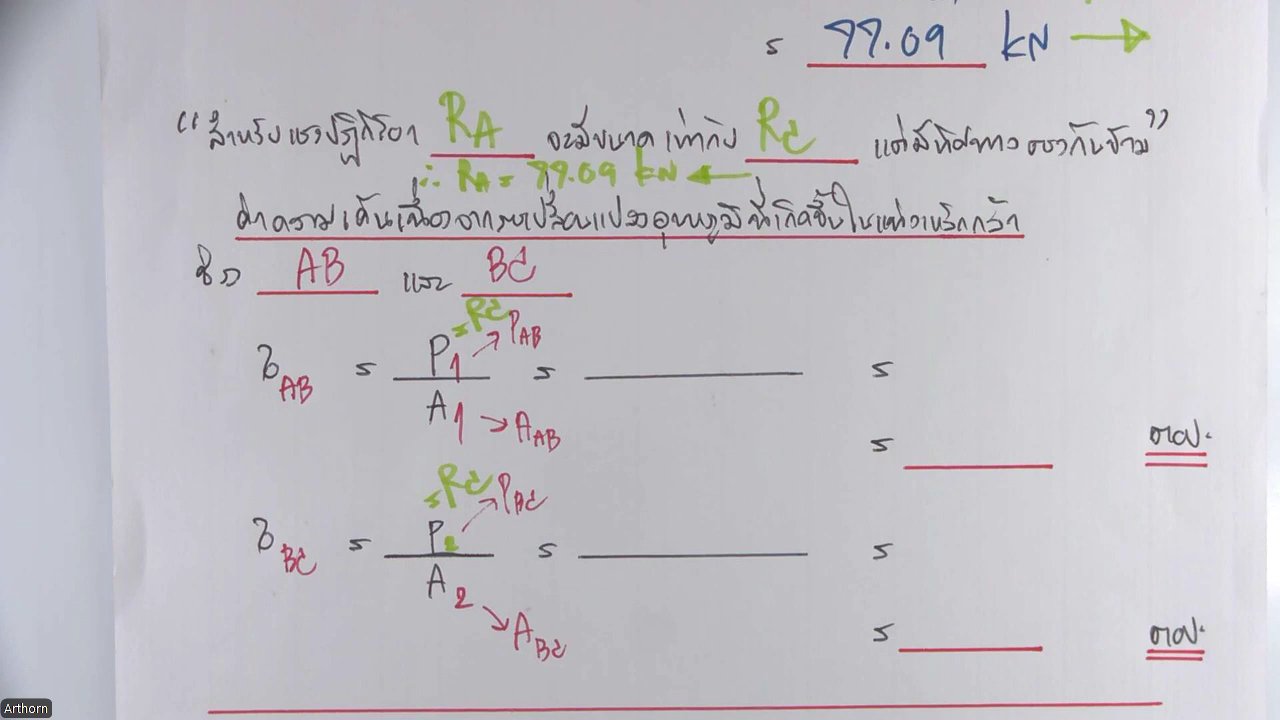 = 77.09 kN →
"สำหรับแรงปฏิกิริยา RA จะมีขนาดเท่ากับ RC แต่มีทิศทางตรงกันข้าม"
∴ RA = 77.09 kN ←
ค่าความเค้นเนื่องจากการเปลี่ยนแปลงอุณหภูมิที่เกิดขึ้นในแท่งเหล็กกล้า
ช่วง AB และ BC
= RC
σAB = P1 → PAB = =
A1 → AAB
= ตอบ.
= RC
σBC = P2 → PBC = =
A2 → ABC
= ตอบ.
Arthorn